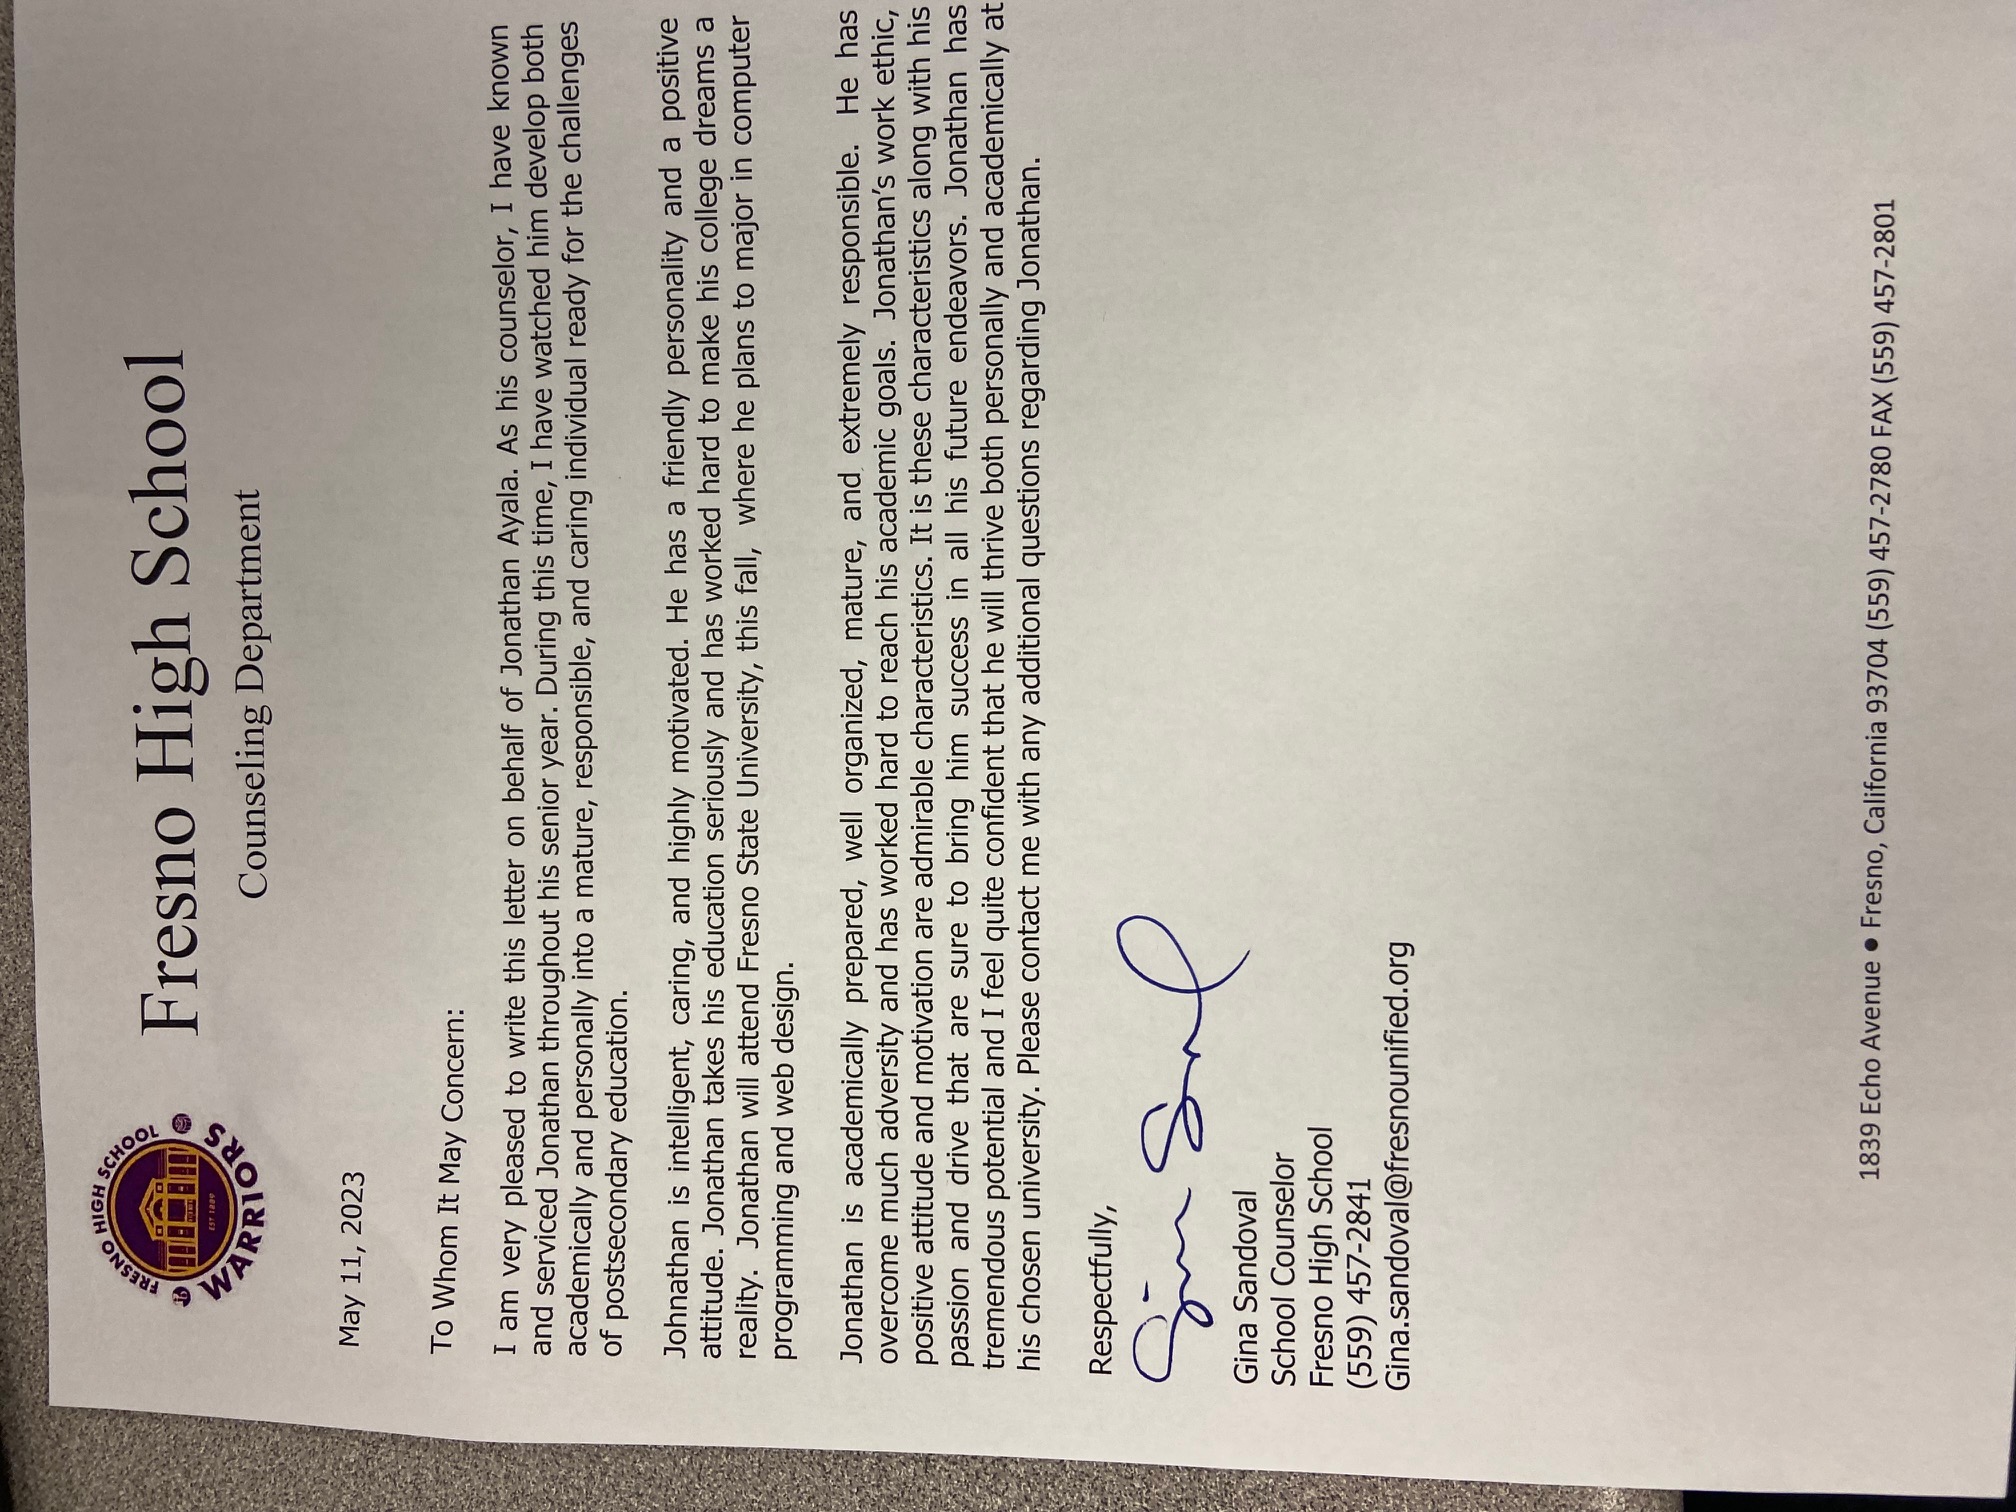 FRESNO HIGH SCHOOL
EST 1889
WARRIORS
Fresno High School
Counseling Department
May 11, 2023
To Whom It May Concern:
I am very pleased to write this letter on behalf of Jonathan Ayala. As his counselor, I have known
and serviced Jonathan throughout his senior year. During this time, I have watched him develop both
academically and personally into a mature, responsible, and caring individual ready for the challenges
of postsecondary education.
Johnathan is intelligent, caring, and highly motivated. He has a friendly personality and a positive
attitude. Jonathan takes his education seriously and has worked hard to make his college dreams a
reality.  Jonathan will attend Fresno State University, this fall,  where he plans to major in computer
programming and web design.
Jonathan is academically prepared, well organized, mature, and extremely responsible.  He has
overcome much adversity and has worked hard to reach his academic goals.  Jonathan’s work ethic,
positive attitude and motivation are admirable characteristics. It is these characteristics along with his
passion and drive that are sure to bring him success in all his future endeavors. Jonathan has
tremendous potential and I feel quite confident that he will thrive both personally and academically at
his chosen university. Please contact me with any additional questions regarding Jonathan.
Respectfully,
Gina Sandoval
School Counselor
Fresno High School
(559) 457-2841
Gina.sandoval@fresnounified.org
1839 Echo Avenue ● Fresno, California 93704 (559) 457-2780 FAX (559) 457-2801